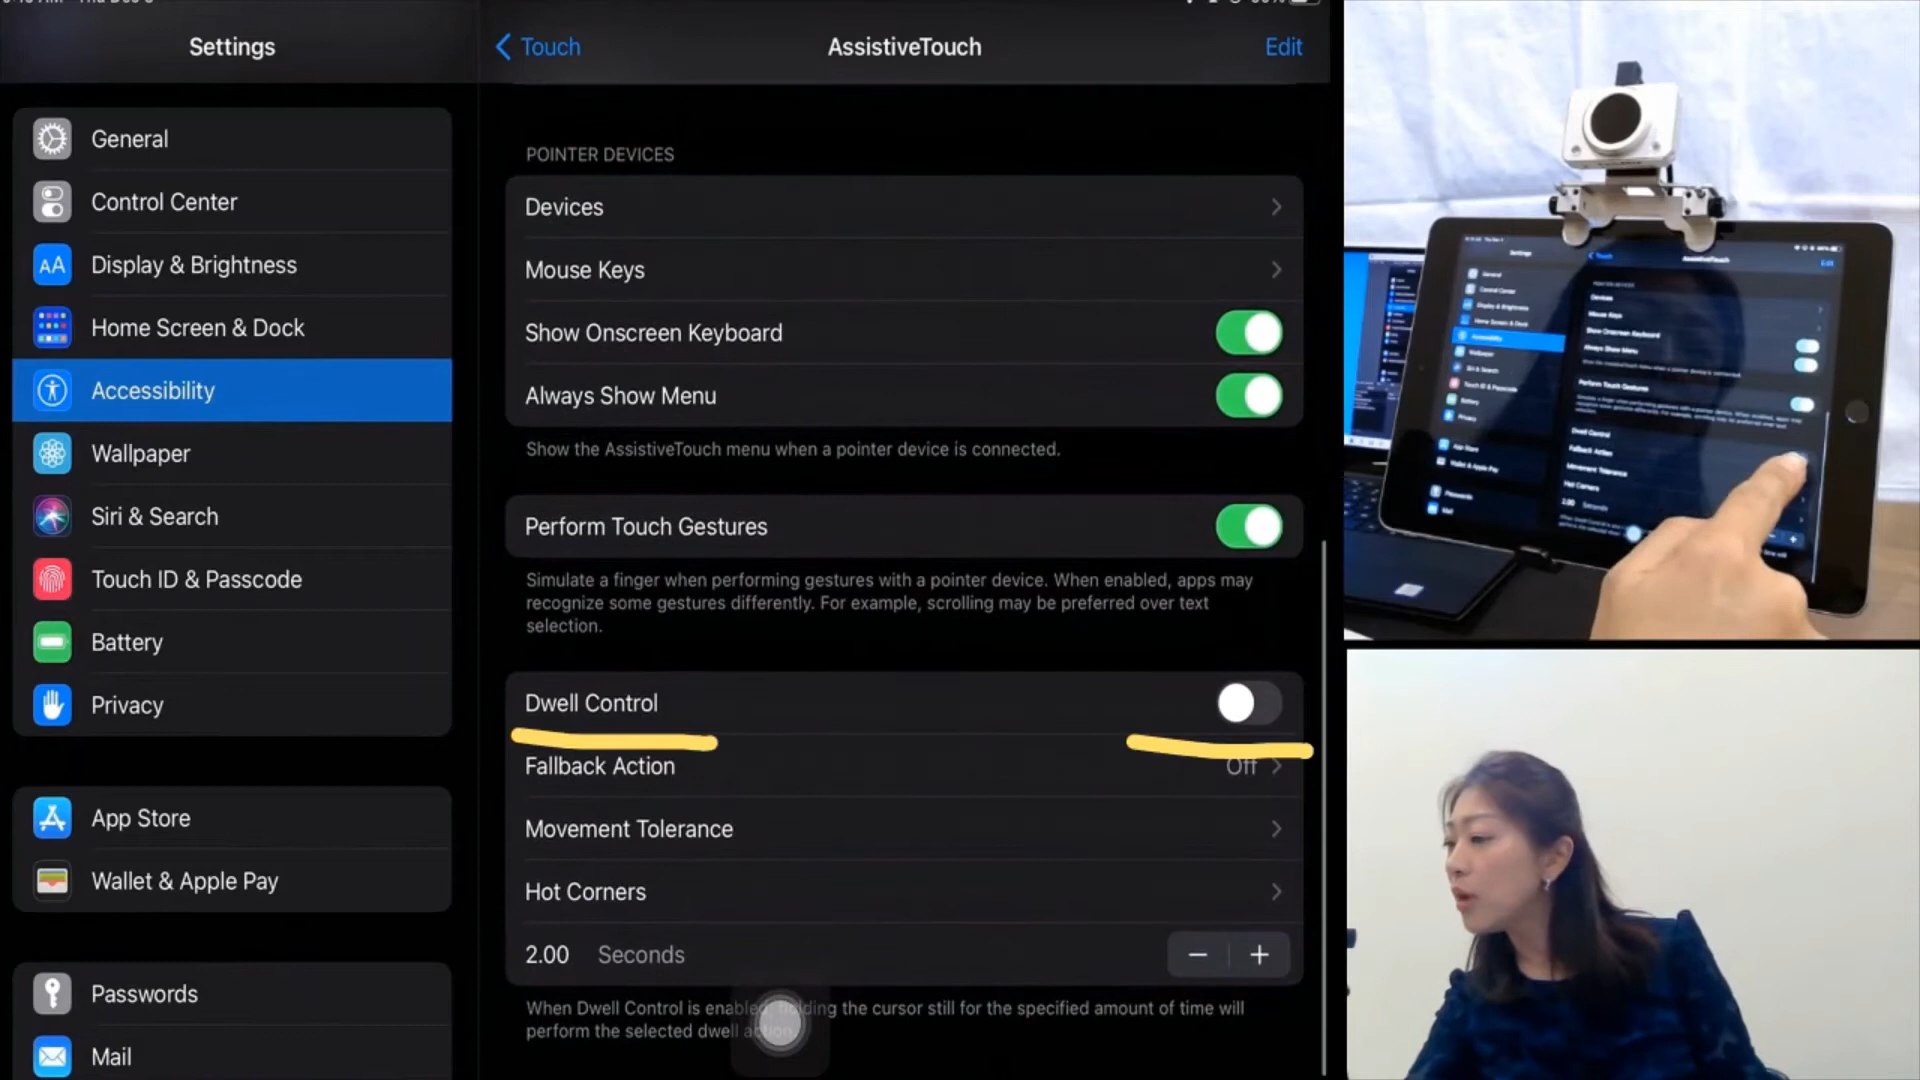 Settings
General
Control Center
Display & Brightness
Home Screen & Dock
Accessibility
Wallpaper
Siri & Search
Touch ID & Passcode
Battery
Privacy
App Store
Wallet & Apple Pay
Passwords
Mail
Touch
AssistiveTouch
Edit
POINTER DEVICES
Devices
Mouse Keys
Show Onscreen Keyboard
Always Show Menu
Show the AssistiveTouch menu when a pointer device is connected.
Perform Touch Gestures
Simulate a finger when performing gestures with a pointer device. When enabled, apps may
recognize some gestures differently. For example, scrolling may be preferred over text
selection.
Dwell Control
Fallback Action
Off
Movement Tolerance
Hot Corners
2.00 Seconds
When Dwell Control is enabled, holding the cursor still for the specified amount of time will
perform the selected dwell action.